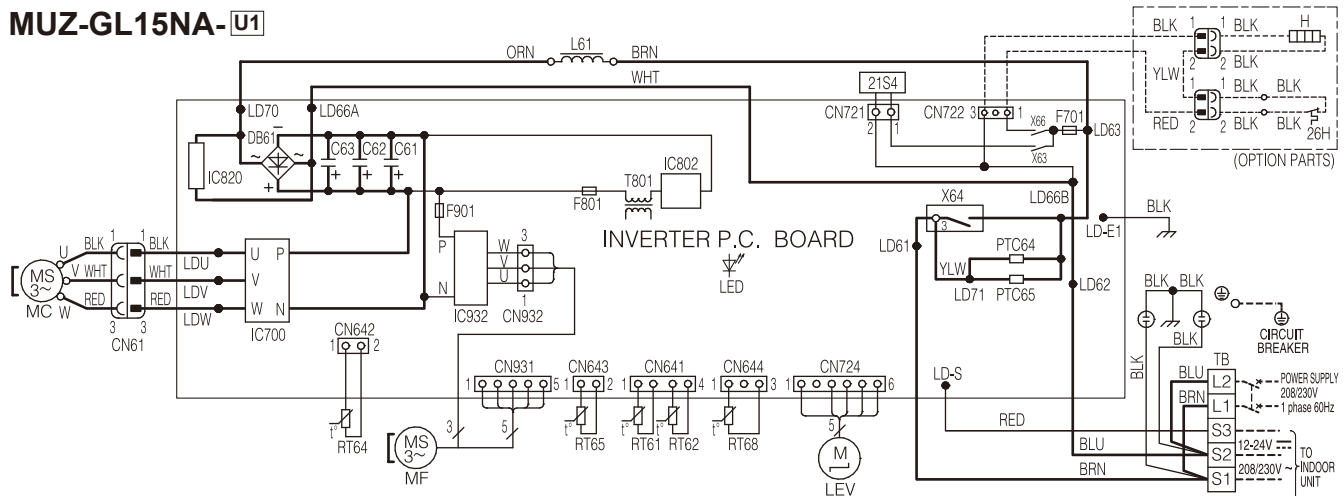 MUZ-GL15NA- U1
ORN L61 BRN
WHT
LD70 LD66A
DB61
~ ~
− +
IC820
C63 C62 C61
+ + +
F901
F801
T801
IC802
INVERTER P.C. BOARD
LED
21S4
CN721
2 1
CN722 3 1
X66
X63
F701
LD63
BLK 1 1 BLK H
YLW 2 2 BLK
1 1 BLK BLK
RED 2 2 BLK BLK
26H
(OPTION PARTS)
X64
3
LD66B
LD-E1 BLK
LD61
YLW
PTC64
LD71 PTC65
LD62
MS
3~
MC
U BLK 1 1 BLK LDU U P
V WHT WHT LDV V
W RED 3 3 RED LDW W N
CN61
IC700
P
N
IC932
W 3
V
U 1
CN932
CN642
1 2
t°
RT64
CN931
1 5
3 5
MS
3~
MF
CN643
1 2
t°
RT65
CN641
1 4
t° t°
RT61 RT62
CN644
1 3
t°
RT68
CN724
1 6
5
M
LEV
LD-S
RED
BLU
BRN
BLK BLK
BLK
BLK
CIRCUIT
BREAKER
TB
BLU L2
BRN L1
S3
S2
S1
POWER SUPPLY
208/230V
1 phase 60Hz
12-24V
208/230V ~
TO
INDOOR
UNIT